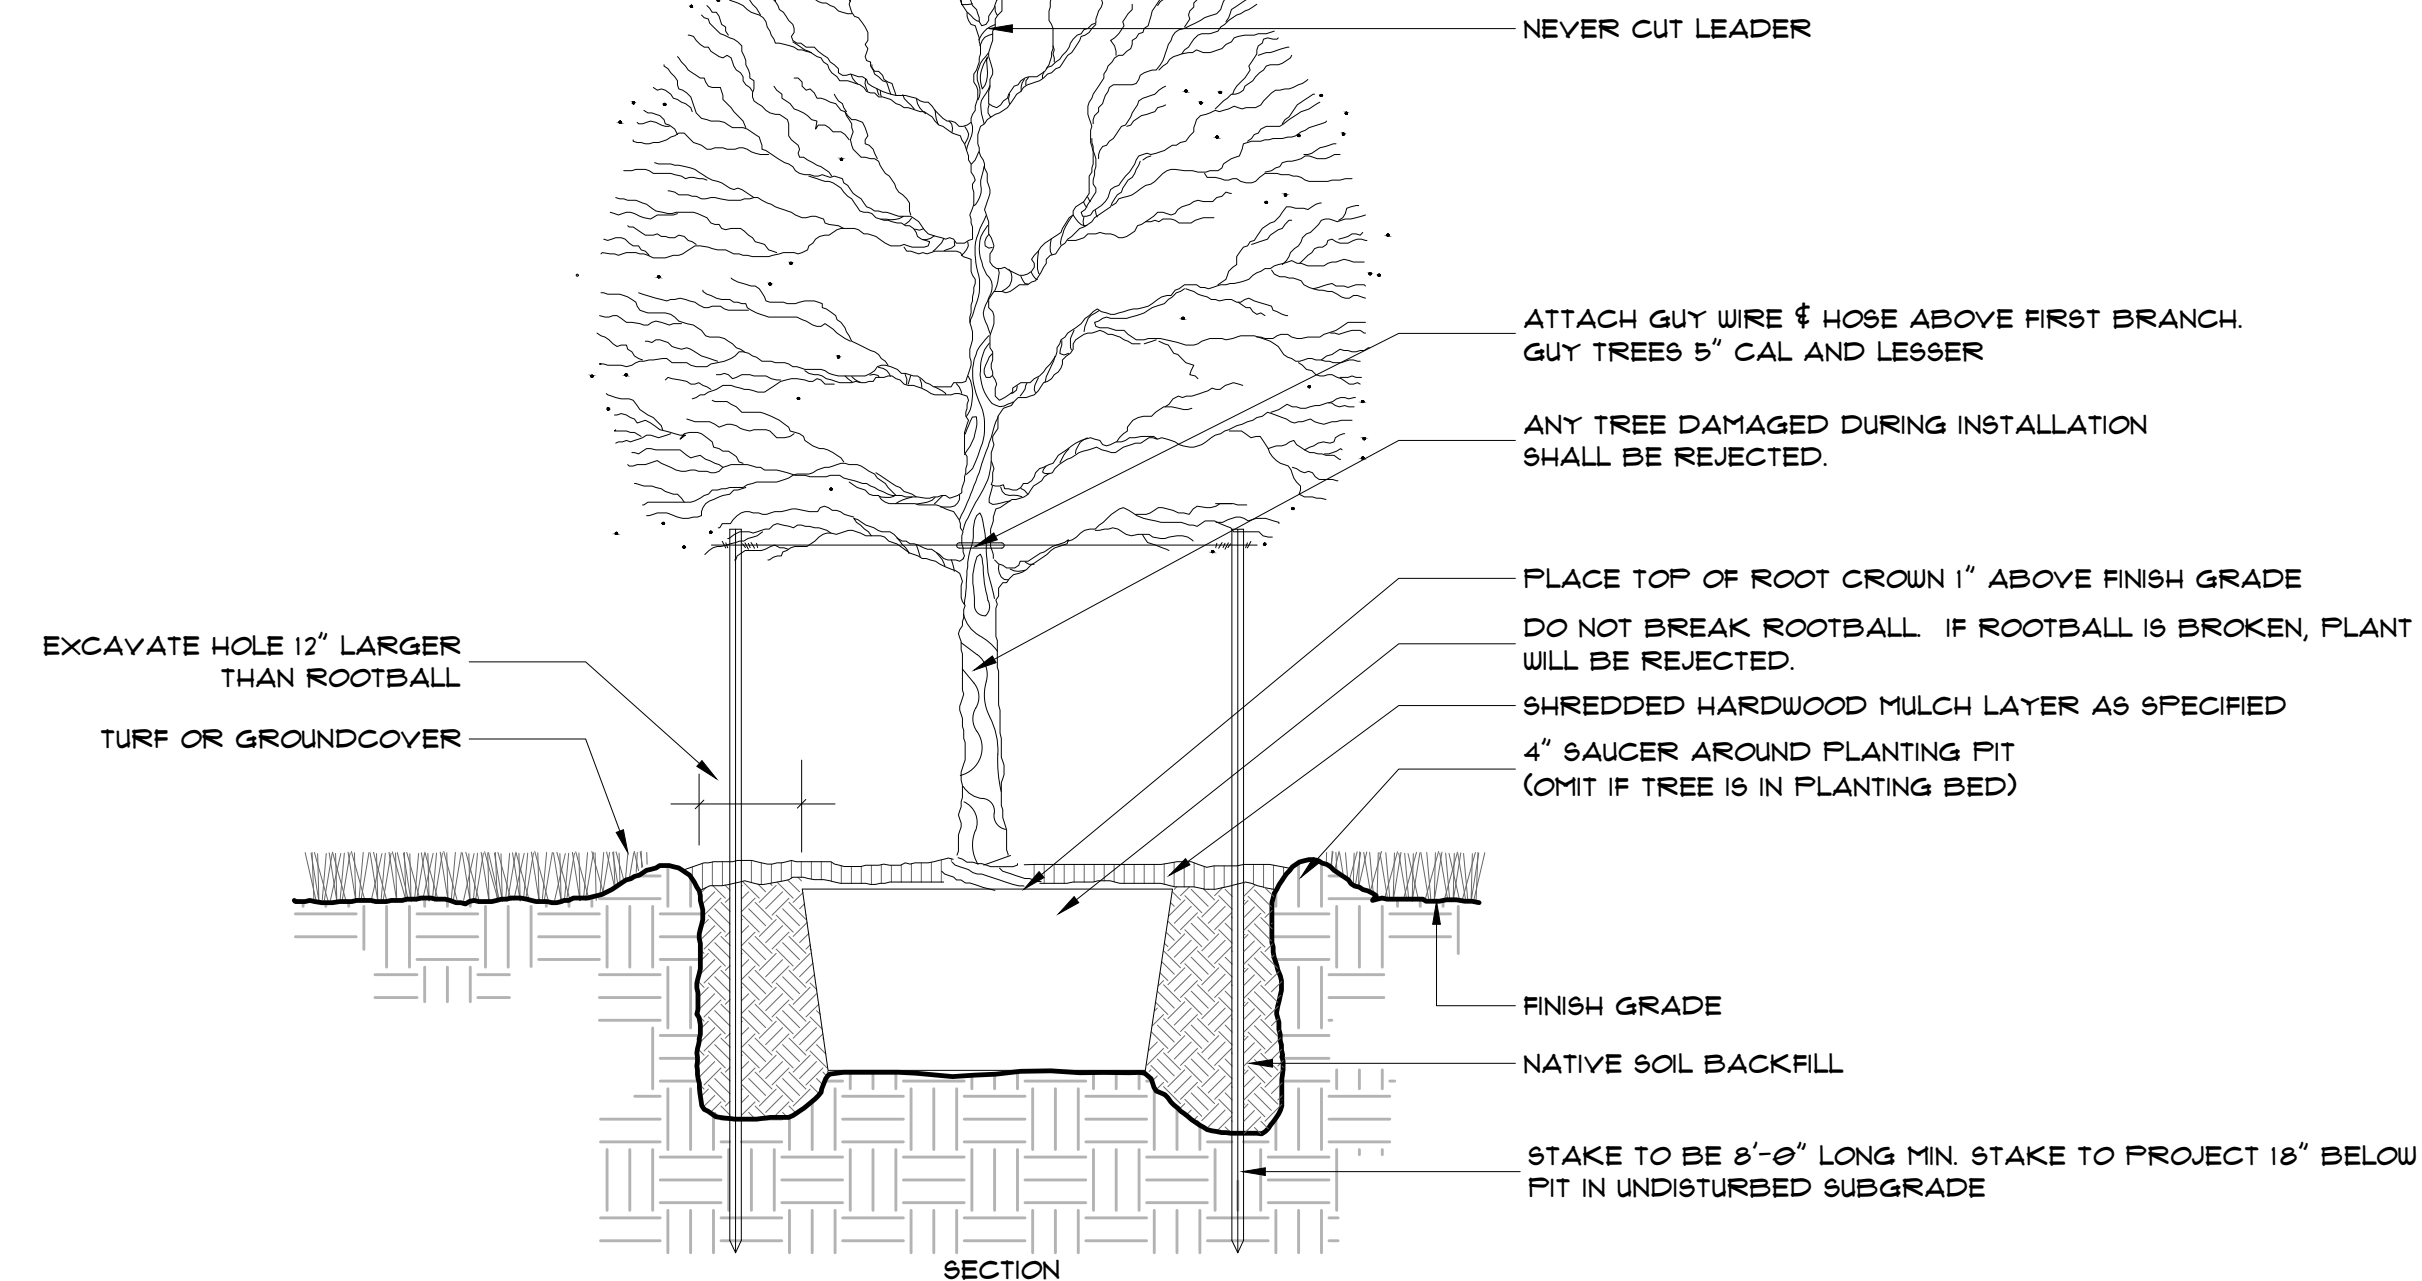 NEVER CUT LEADER
ATTACH GUY WIRE & HOSE ABOVE FIRST BRANCH.
GUY TREES 5" CAL AND LESSER
ANY TREE DAMAGED DURING INSTALLATION
SHALL BE REJECTED.
PLACE TOP OF ROOT CROWN 1" ABOVE FINISH GRADE
DO NOT BREAK ROOTBALL. IF ROOTBALL IS BROKEN, PLANT
WILL BE REJECTED.
EXCAVATE HOLE 12" LARGER
THAN ROOTBALL
SHREDDED HARDWOOD MULCH LAYER AS SPECIFIED
TURF OR GROUNDCOVER
4" SAUCER AROUND PLANTING PIT
(OMIT IF TREE IS IN PLANTING BED)
FINISH GRADE
NATIVE SOIL BACKFILL
STAKE TO BE 8'-0" LONG MIN. STAKE TO PROJECT 18" BELOW
PIT IN UNDISTURBED SUBGRADE
SECTION